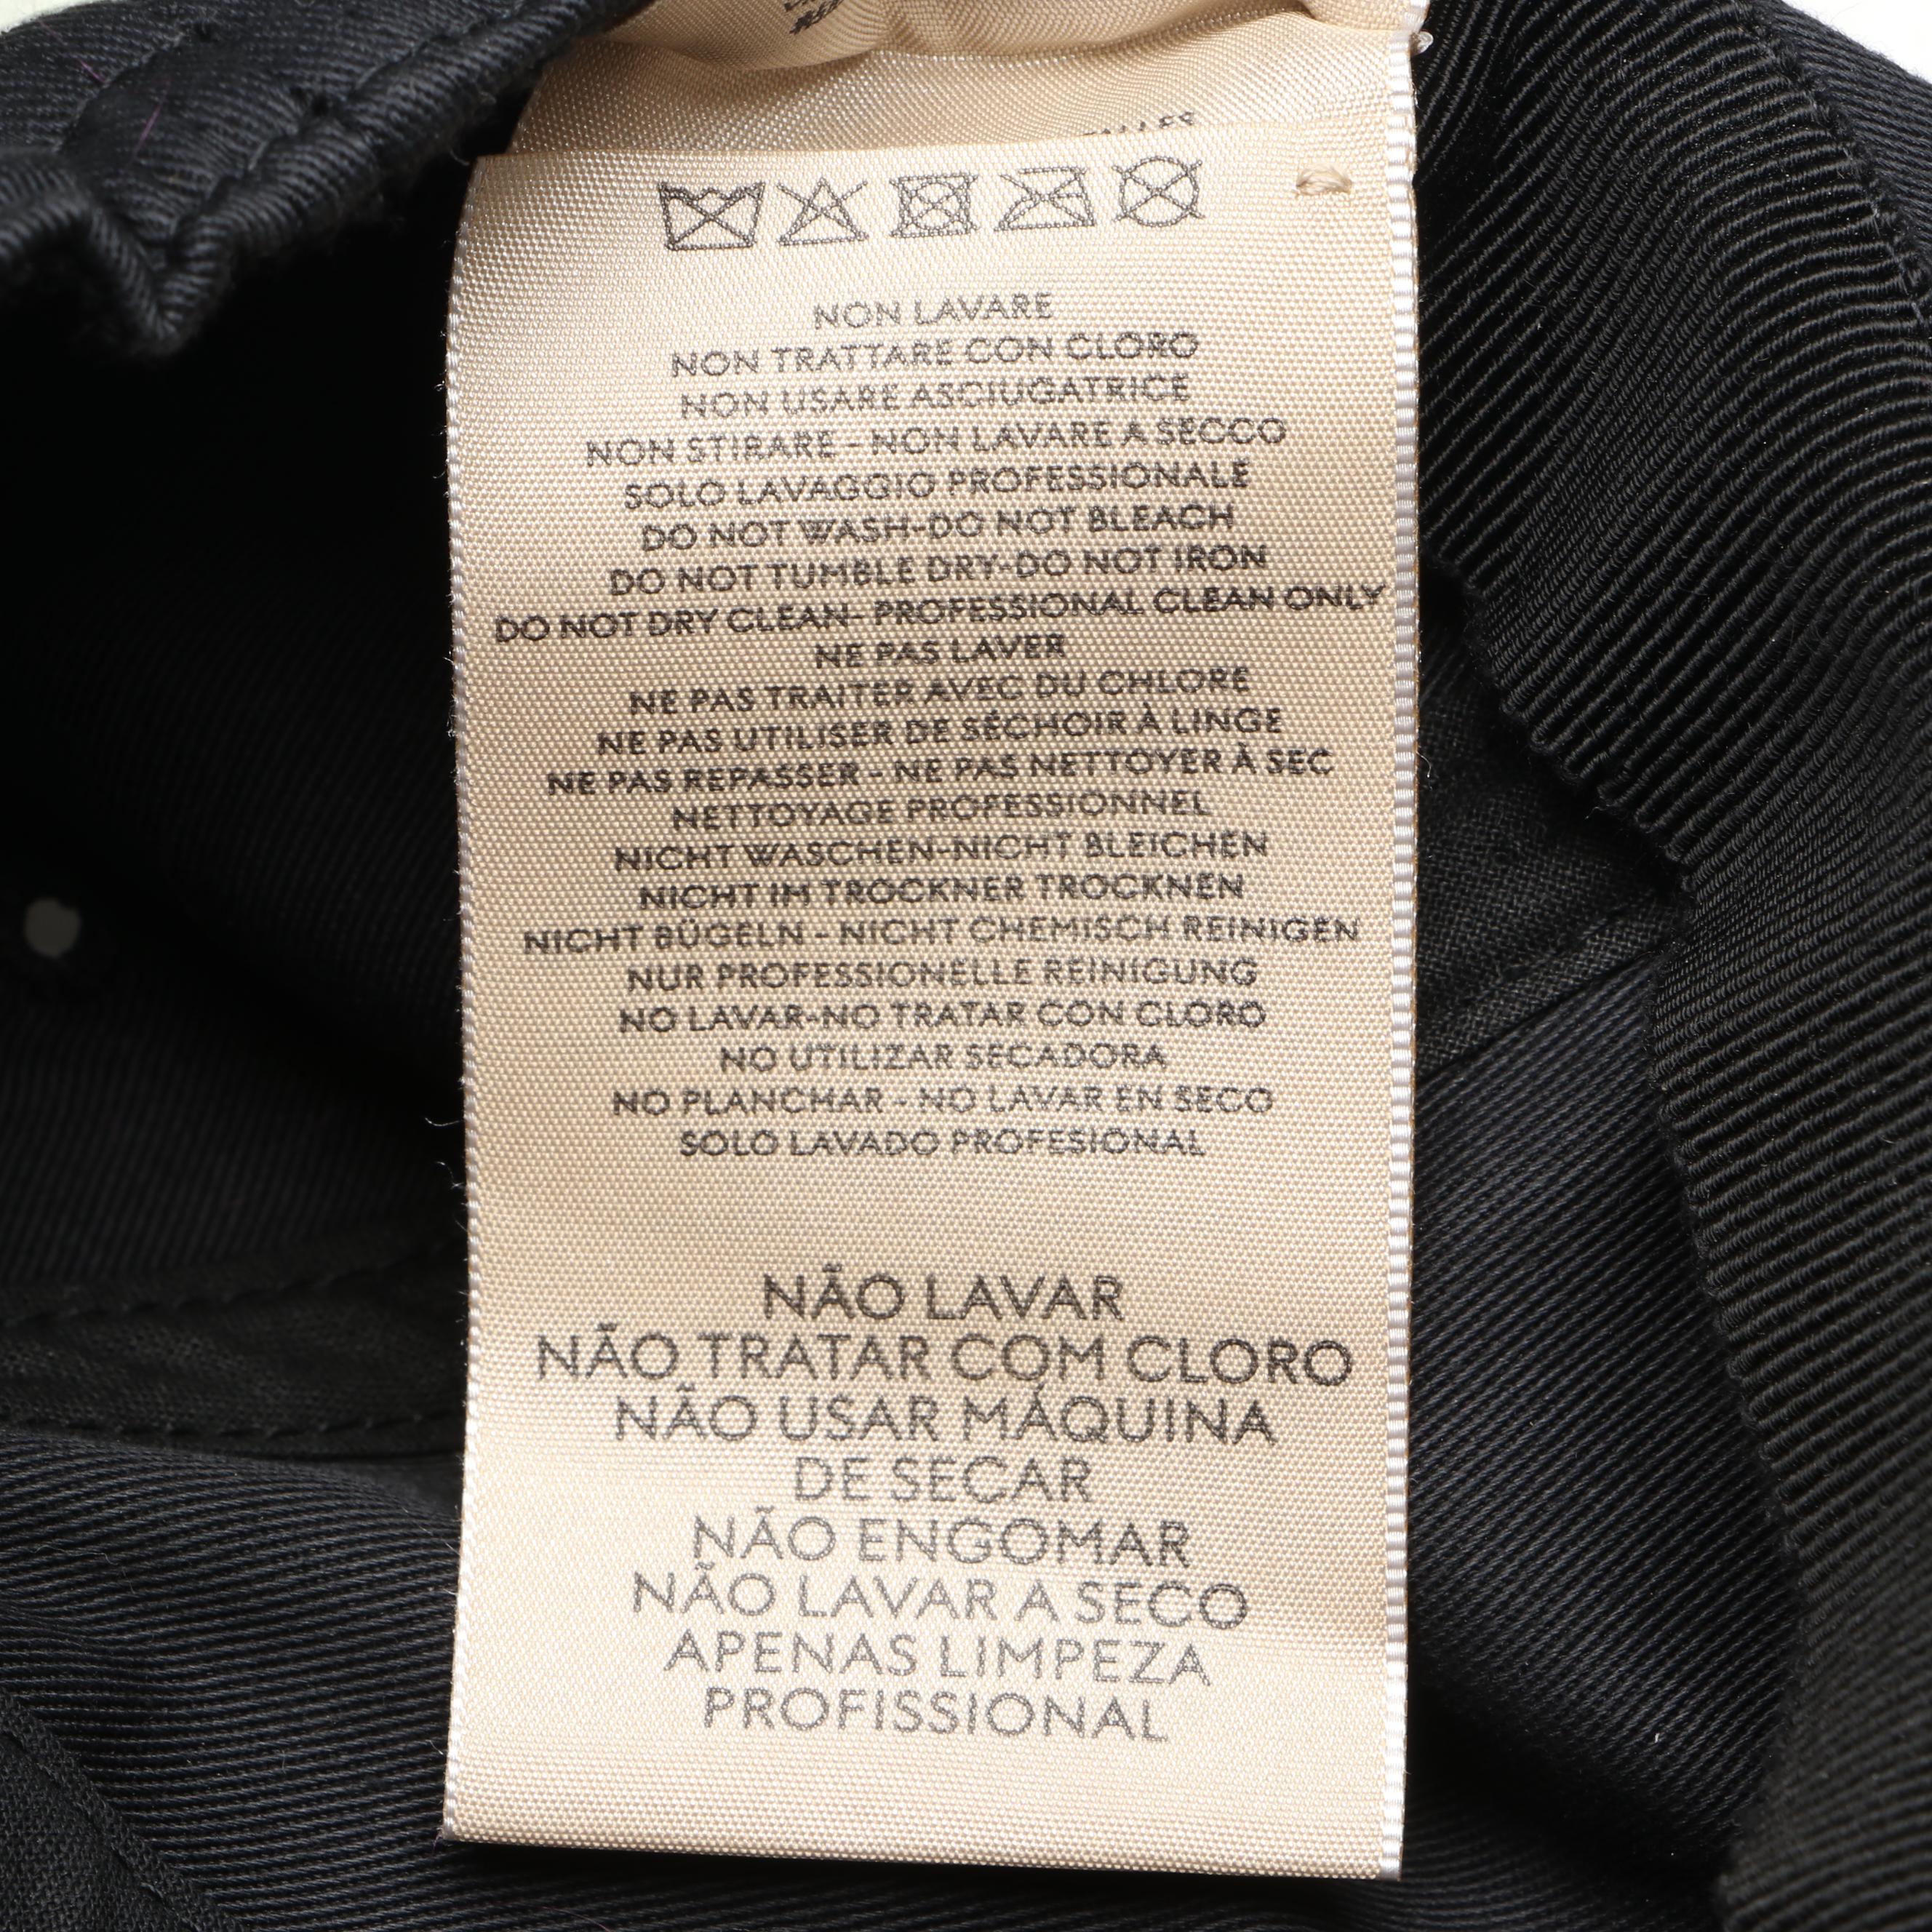 NON LAVARE
NON TRATTARE CON CLORO
NON USARE ASCIUGATRICE
NON STIRARE - NON LAVARE A SECCO
SOLO LAVAGGIO PROFESSIONALE
DO NOT WASH-DO NOT BLEACH
DO NOT TUMBLE DRY-DO NOT IRON
DO NOT DRY CLEAN- PROFESSIONAL CLEAN ONLY
NE PAS LAVER
NE PAS TRAITER AVEC DU CHLORE
NE PAS UTILISER DE SÉCHOIR À LINGE
NE PAS REPASSER - NE PAS NETTOYER À SEC
NETTOYAGE PROFESSIONNEL
NICHT WASCHEN-NICHT BLEICHEN
NICHT IM TROCKNER TROCKNEN
NICHT BÜGELN - NICHT CHEMISCH REINIGEN
NUR PROFESSIONELLE REINIGUNG
NO LAVAR-NO TRATAR CON CLORO
NO UTILIZAR SECADORA
NO PLANCHAR - NO LAVAR EN SECO
SOLO LAVADO PROFESIONAL
NÃO LAVAR
NÃO TRATAR COM CLORO
NÃO USAR MÁQUINA
DE SECAR
NÃO ENGOMAR
NÃO LAVAR A SECO
APENAS LIMPEZA
PROFISSIONAL